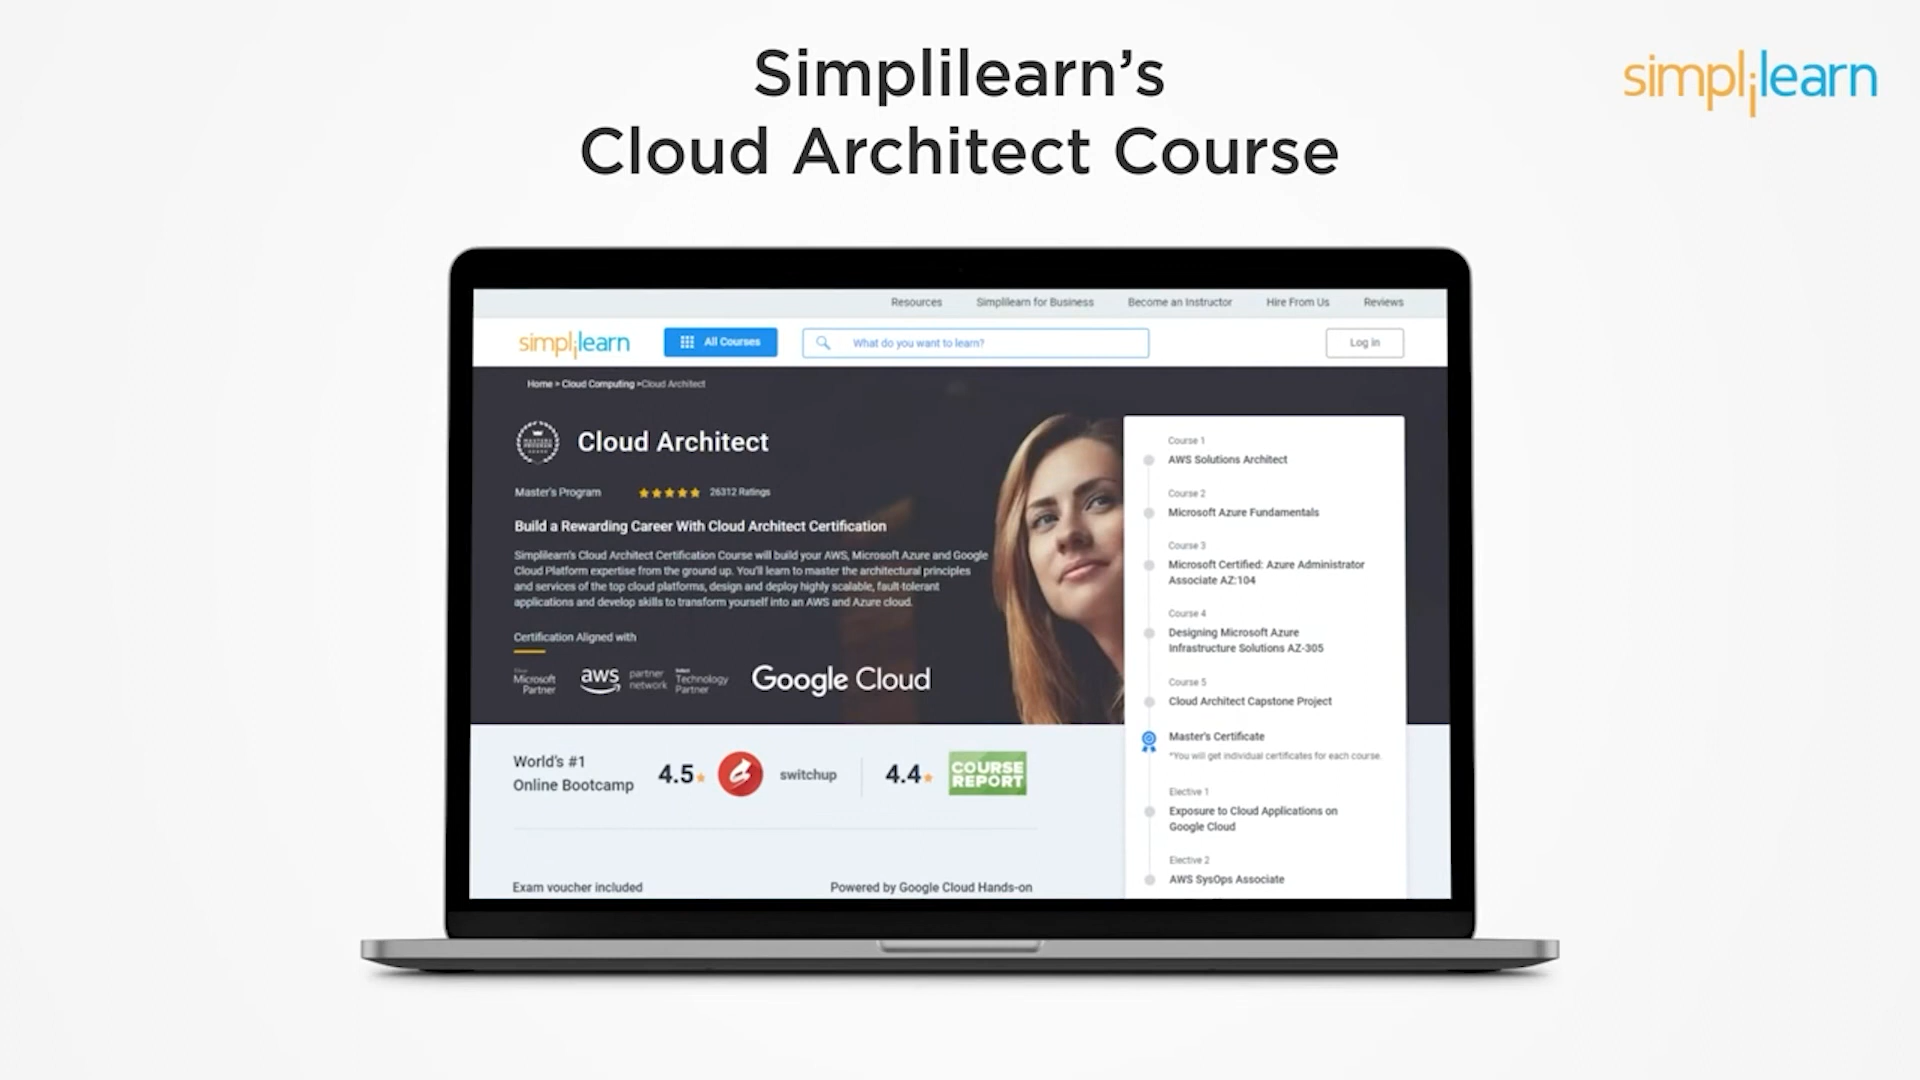 Simplilearn's
Cloud Architect Course
simplilearn
Resources Simplilearn for Business Become an Instructor Hire From Us Reviews
simplilearn All Courses What do you want to learn? Log in
Home > Cloud Computing >Cloud Architect
Cloud Architect
Master's Program 26312 Ratings
Build a Rewarding Career With Cloud Architect Certification
Simplilearn's Cloud Architect Certification Course will build your AWS, Microsoft Azure and Google
Cloud Platform expertise from the ground up. You'll learn to master the architectural principles
and services of the top cloud platforms, design and deploy highly scalable, fault-tolerant
applications and develop skills to transform yourself into an AWS and Azure cloud.
Certification Aligned with
Microsoft
Partner
aws partner
network
Technology
Partner
Google Cloud
World's #1
Online Bootcamp
4.5 switchup
4.4 COURSE
REPORT
Exam voucher included
Powered by Google Cloud Hands-on
Course 1
AWS Solutions Architect
Course 2
Microsoft Azure Fundamentals
Course 3
Microsoft Certified: Azure Administrator
Associate AZ:104
Course 4
Designing Microsoft Azure
Infrastructure Solutions AZ-305
Course 5
Cloud Architect Capstone Project
Master's Certificate
*You will get individual certificates for each course.
Elective 1
Exposure to Cloud Applications on
Google Cloud
Elective 2
AWS SysOps Associate